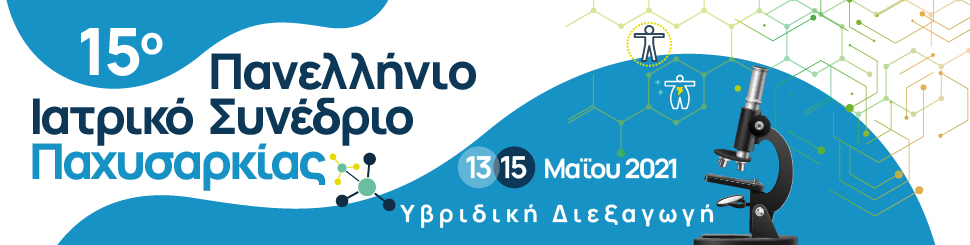 15ο Πανελλήνιο
Ιατρικό Συνέδριο
Παχυσαρκίας
13 15 Μαΐου 2021
Υβριδική Διεξαγωγή